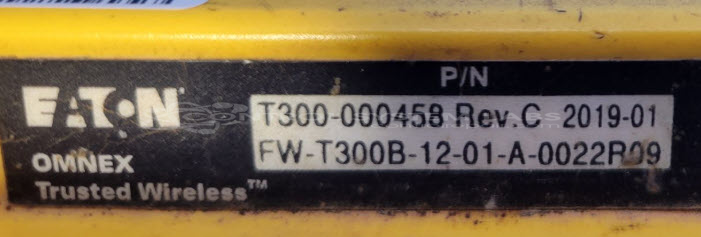 P/N
EATON
T300-000458 Rev.C 2019-01
FW-T300B-12-01-A-0022R09
OMNEX
Trusted Wireless™